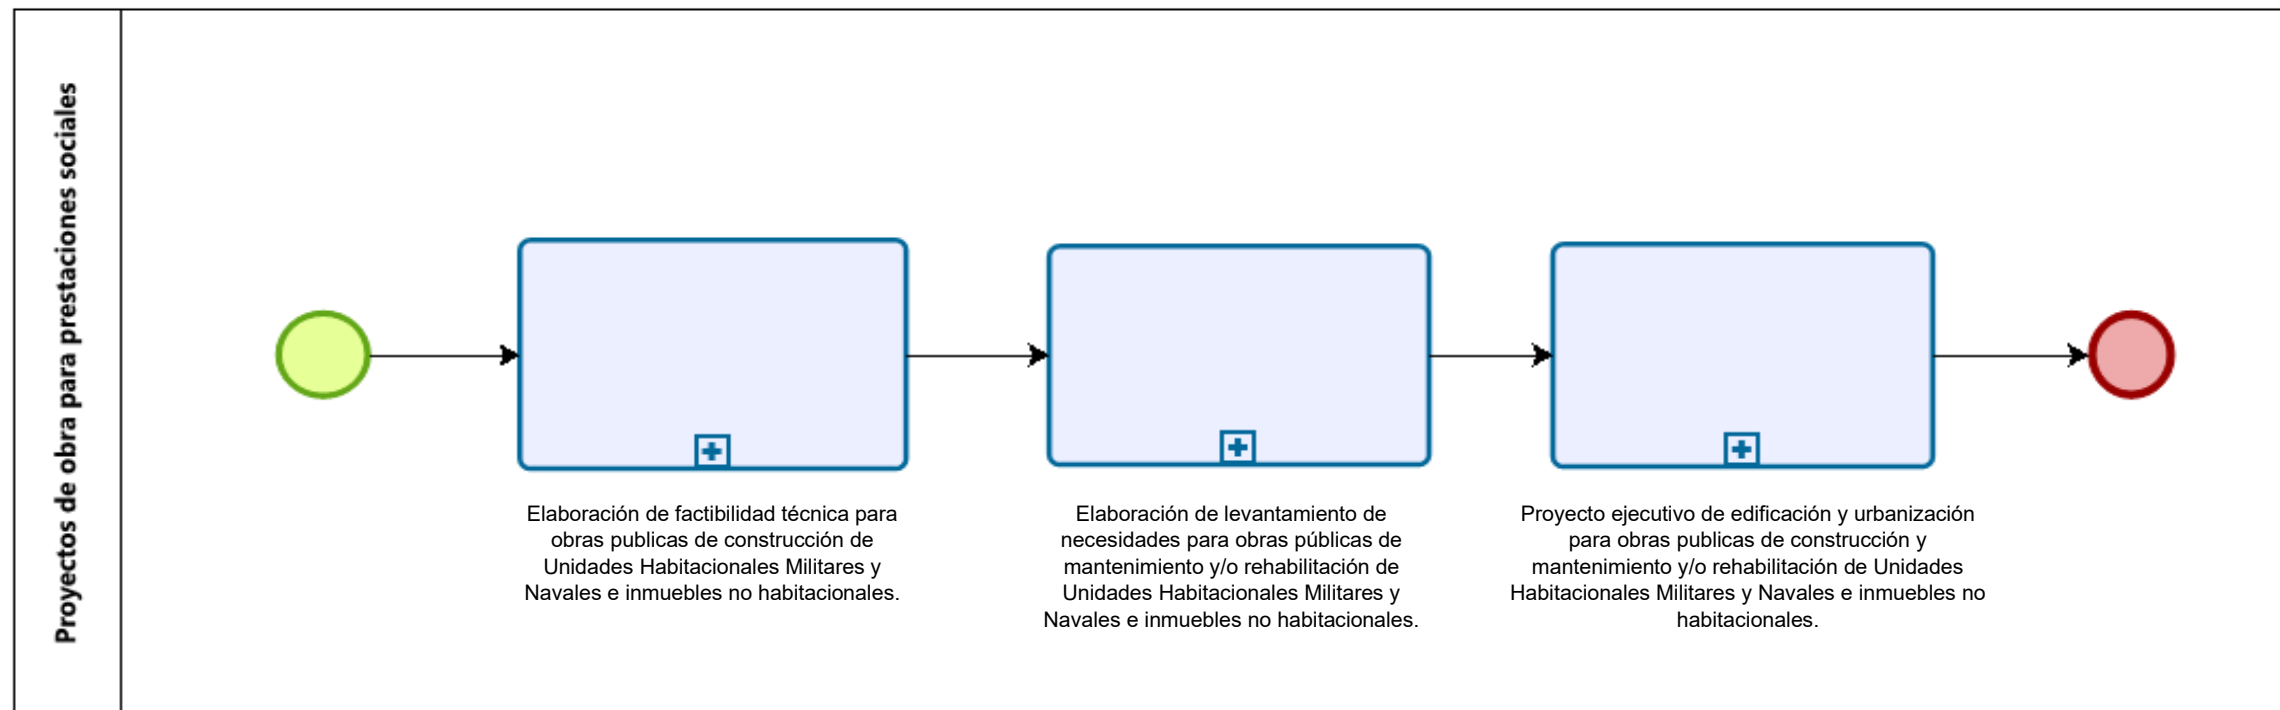 Proyectos de obra para prestaciones sociales
Elaboración de factibilidad técnica para
obras publicas de construcción de
Unidades Habitacionales Militares y
Navales e inmuebles no habitacionales.
Elaboración de levantamiento de
necesidades para obras públicas de
mantenimiento y/o rehabilitación de
Unidades Habitacionales Militares y
Navales e inmuebles no habitacionales.
Proyecto ejecutivo de edificación y urbanización
para obras publicas de construcción y
mantenimiento y/o rehabilitación de Unidades
Habitacionales Militares y Navales e inmuebles no
habitacionales.